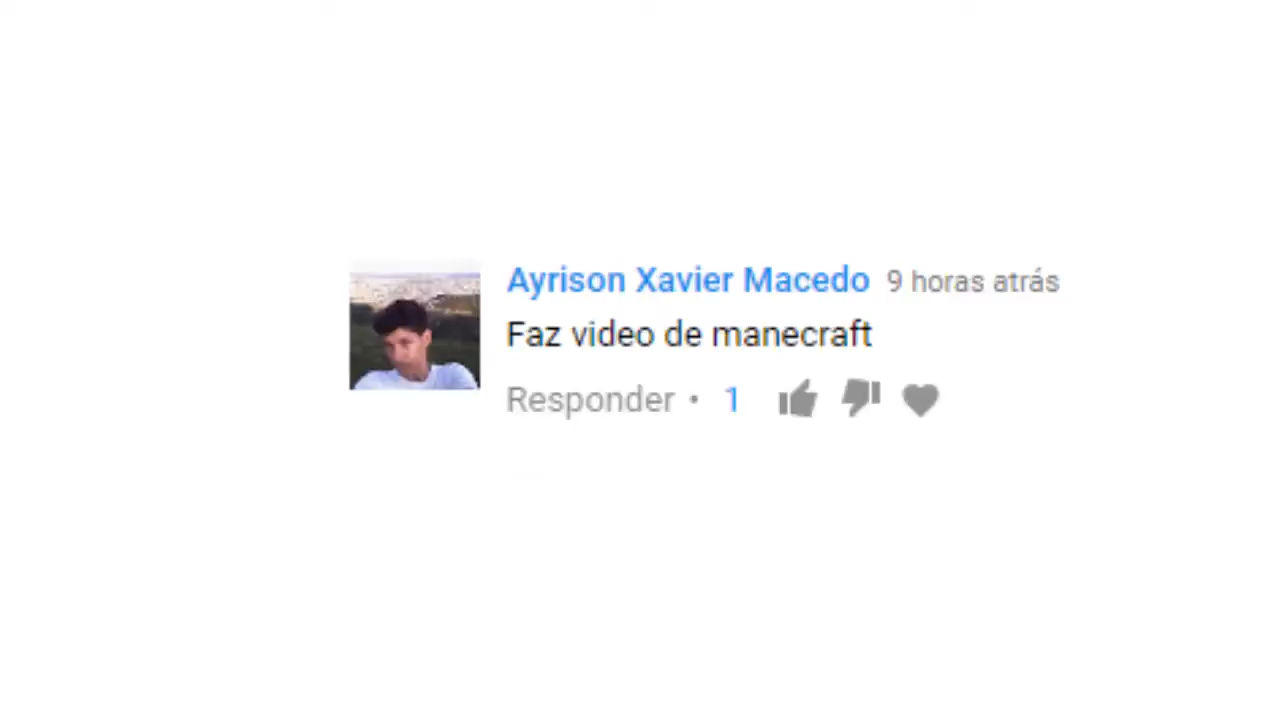 Ayrison Xavier Macedo 9 horas atrás
Faz video de manecraft
Responder • 1